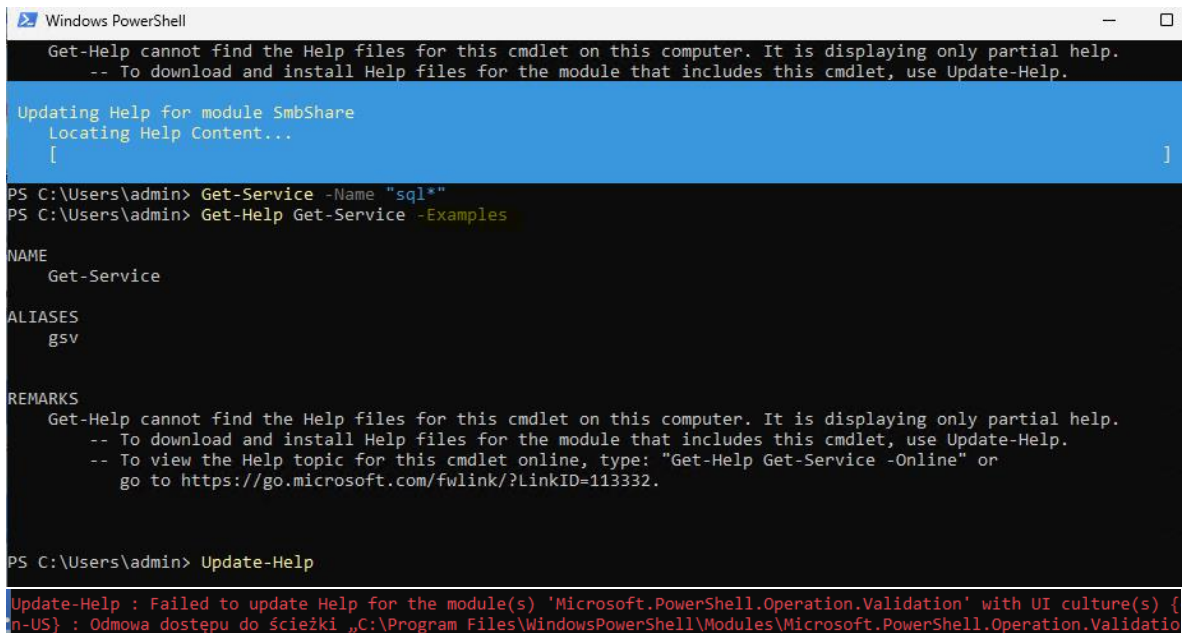 Windows PowerShell
Get-Help cannot find the Help files for this cmdlet on this computer. It is displaying only partial help.
-- To download and install Help files for the module that includes this cmdlet, use Update-Help.
Updating Help for module SmbShare
Locating Help Content...
[ ]
PS C:\Users\admin> Get-Service -Name "sql*"
PS C:\Users\admin> Get-Help Get-Service -Examples
NAME
Get-Service
ALIASES
gsv
REMARKS
Get-Help cannot find the Help files for this cmdlet on this computer. It is displaying only partial help.
-- To download and install Help files for the module that includes this cmdlet, use Update-Help.
-- To view the Help topic for this cmdlet online, type: "Get-Help Get-Service -Online" or
go to https://go.microsoft.com/fwlink/?LinkID=113332.
PS C:\Users\admin> Update-Help
Update-Help : Failed to update Help for the module(s) 'Microsoft.PowerShell.Operation.Validation' with UI culture(s) {
n-US} : Odmowa dostępu do ścieżki „C:\Program Files\WindowsPowerShell\Modules\Microsoft.PowerShell.Operation.Validatio